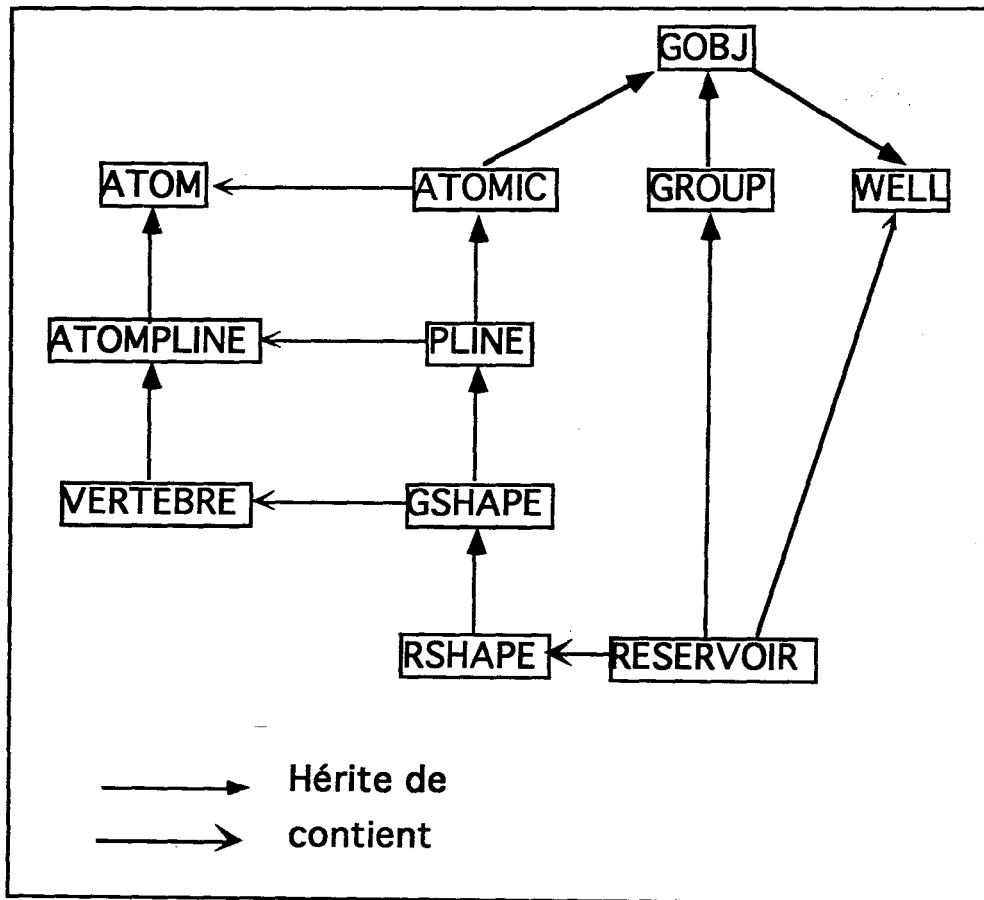 GOBJ
ATOM
ATOMIC
GROUP
WELL
ATOMPLINE
PLINE
VERTEBRE
GSHAPE
RSHAPE
RESERVOIR
Hérite de
contient